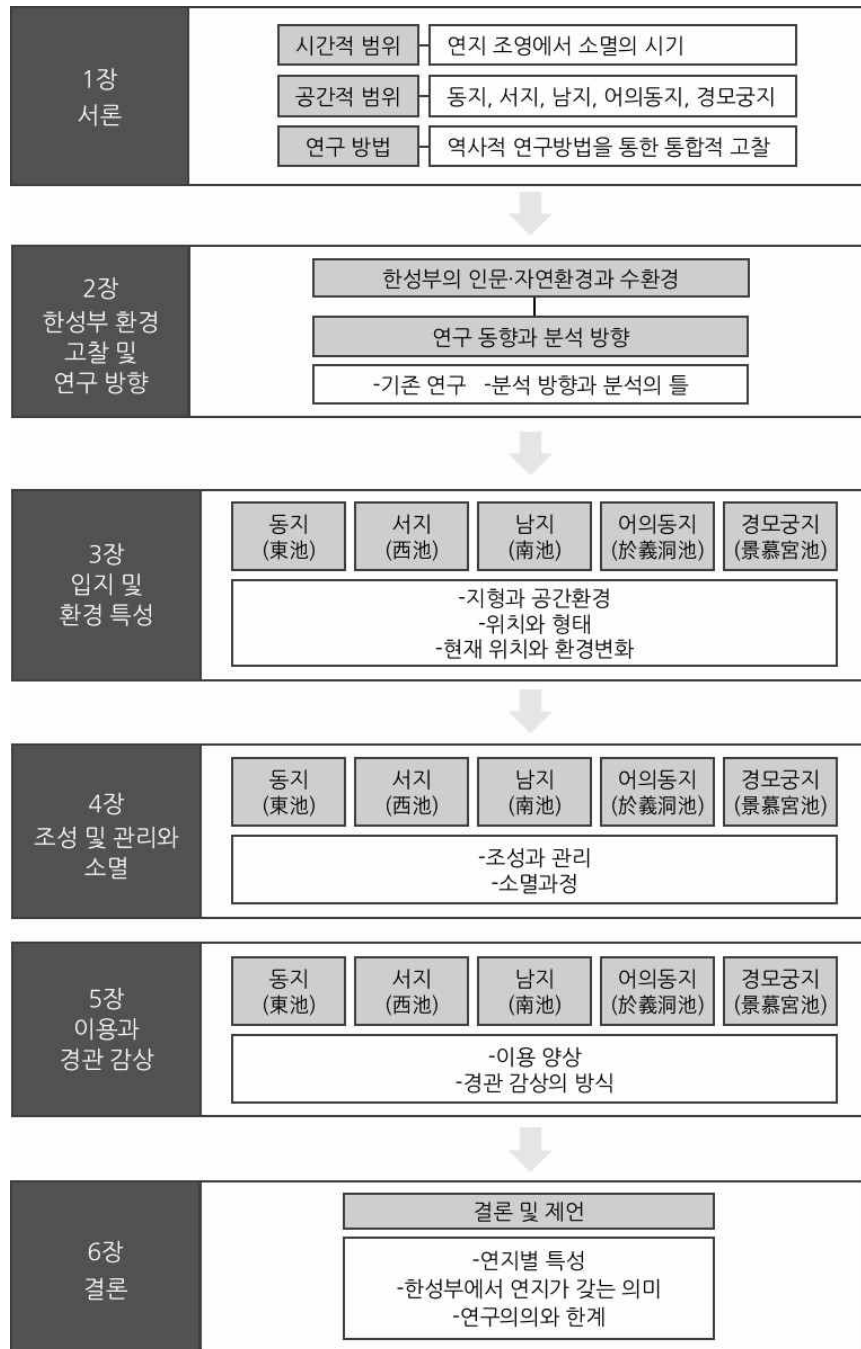 1장
서론
시간적 범위
연지 조영에서 소멸의 시기
공간적 범위
동지, 서지, 남지, 어의동지, 경모궁지
연구 방법
역사적 연구방법을 통한 통합적 고찰
2장
한성부 환경
고찰 및
연구 방향
한성부의 인문·자연환경과 수환경
연구 동향과 분석 방향
-기존 연구 -분석 방향과 분석의 틀
3장
입지 및
환경 특성
동지
(東池)
서지
(西池)
남지
(南池)
어의동지
(於義洞池)
경모궁지
(景慕宮池)
-지형과 공간환경
-위치와 형태
-현재 위치와 환경변화
4장
조성 및 관리와
소멸
동지
(東池)
서지
(西池)
남지
(南池)
어의동지
(於義洞池)
경모궁지
(景慕宮池)
-조성과 관리
-소멸과정
5장
이용과
경관 감상
동지
(東池)
서지
(西池)
남지
(南池)
어의동지
(於義洞池)
경모궁지
(景慕宮池)
-이용 양상
-경관 감상의 방식
6장
결론
결론 및 제언
-연지별 특성
-한성부에서 연지가 갖는 의미
-연구의의와 한계